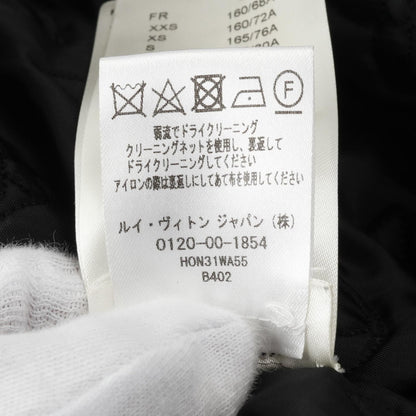 FR 160/68A
XXS 160/72A
XS 165/76A
S
F
弱流でドライクリーニング
クリーニングネットを使用し、裏返して
ドライクリーニングしてください
アイロンの際は裏返しにしてあて布を使用してください
ルイ・ヴィトン ジャパン (株)
0120-00-1854
HON31WA55
B402